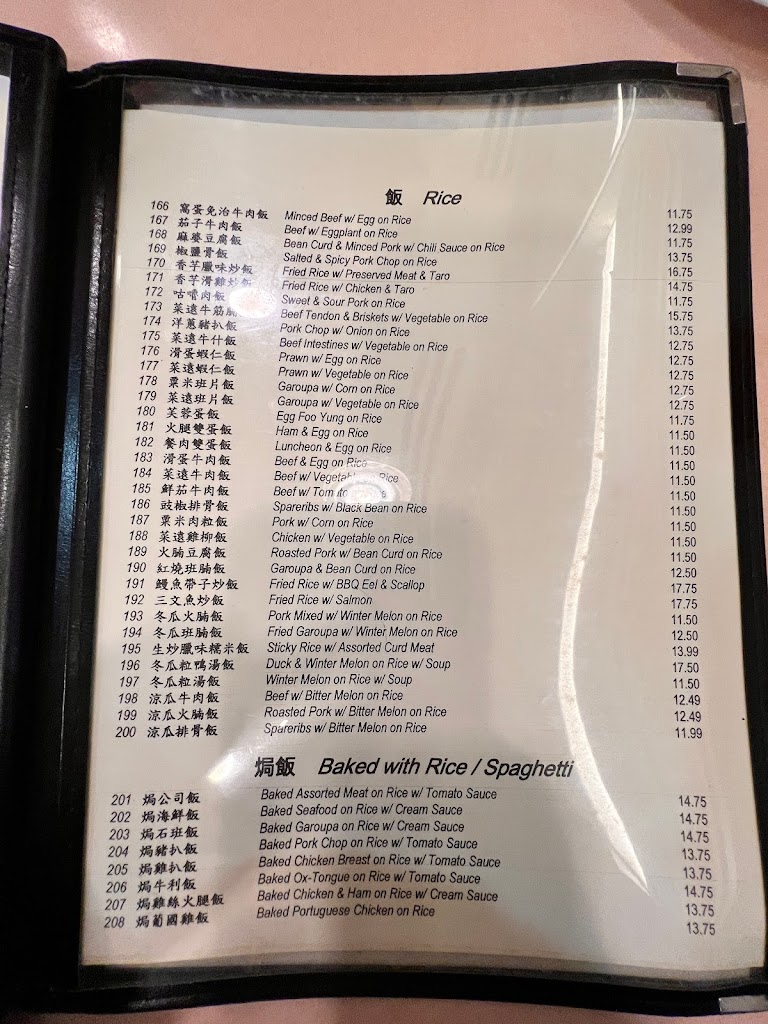 飯 Rice
166 窩蛋免治牛肉飯 Minced Beef w/ Egg on Rice 11.75
167 茄子牛肉飯 Beef w/ Eggplant on Rice 12.99
168 麻婆豆腐飯 Bean Curd & Minced Pork w/ Chili Sauce on Rice 11.75
169 椒鹽骨飯 Salted & Spicy Pork Chop on Rice 13.75
170 香芋臘味炒飯 Fried Rice w/ Preserved Meat & Taro 16.75
171 香芋滑雞炒飯 Fried Rice w/ Chicken & Taro 14.75
172 咕嚕肉飯 Sweet & Sour Pork on Rice 11.75
173 菜遠牛筋腩 Beef Tendon & Briskets w/ Vegetable on Rice 15.75
174 洋蔥豬扒飯 Pork Chop w/ Onion on Rice 13.75
175 菜遠牛什飯 Beef Intestines w/ Vegetable on Rice 12.75
176 滑蛋蝦仁飯 Prawn w/ Egg on Rice 12.75
177 菜遠蝦仁飯 Prawn w/ Vegetable on Rice 12.75
178 粟米班片飯 Garoupa w/ Corn on Rice 12.75
179 菜遠班片飯 Garoupa w/ Vegetable on Rice 12.75
180 芙蓉蛋飯 Egg Foo Yung on Rice 11.75
181 火腿雙蛋飯 Ham & Egg on Rice 11.50
182 餐肉雙蛋飯 Luncheon & Egg on Rice 11.50
183 滑蛋牛肉飯 Beef & Egg on Rice 11.50
184 菜遠牛肉飯 Beef w/ Vegetable on Rice 11.50
185 鮮茄牛肉飯 Beef w/ Tomato Rice 11.50
186 豉椒排骨飯 Spareribs w/ Black Bean on Rice 11.50
187 粟米肉粒飯 Pork w/ Corn on Rice 11.50
188 菜遠雞柳飯 Chicken w/ Vegetable on Rice 11.50
189 火腩豆腐飯 Roasted Pork w/ Bean Curd on Rice 11.50
190 紅燒班腩飯 Garoupa & Bean Curd on Rice 12.50
191 鰻魚帶子炒飯 Fried Rice w/ BBQ Eel & Scallop 17.75
192 三文魚炒飯 Fried Rice w/ Salmon 17.75
193 冬瓜火腩飯 Pork Mixed w/ Winter Melon on Rice 11.50
194 冬瓜班腩飯 Fried Garoupa w/ Winter Melon on Rice 12.50
195 生炒臘味糯米飯 Sticky Rice w/ Assorted Curd Meat 13.99
196 冬瓜粒鴨湯飯 Duck & Winter Melon on Rice w/ Soup 17.50
197 冬瓜粒湯飯 Winter Melon on Rice w/ Soup 11.50
198 涼瓜牛肉飯 Beef w/ Bitter Melon on Rice 12.49
199 涼瓜火腩飯 Roasted Pork w/ Bitter Melon on Rice 12.49
200 涼瓜排骨飯 Spareribs w/ Bitter Melon on Rice 11.99
焗飯 Baked with Rice / Spaghetti
201 焗公司飯 Baked Assorted Meat on Rice w/ Tomato Sauce 14.75
202 焗海鮮飯 Baked Seafood on Rice w/ Cream Sauce 14.75
203 焗石班飯 Baked Garoupa on Rice w/ Cream Sauce 14.75
204 焗豬扒飯 Baked Pork Chop on Rice w/ Tomato Sauce 13.75
205 焗雞扒飯 Baked Chicken Breast on Rice w/ Tomato Sauce 13.75
206 焗牛利飯 Baked Ox-Tongue on Rice w/ Tomato Sauce 14.75
207 焗雞絲火腿飯 Baked Chicken & Ham on Rice w/ Cream Sauce 13.75
208 焗葡國雞飯 Baked Portuguese Chicken on Rice 13.75